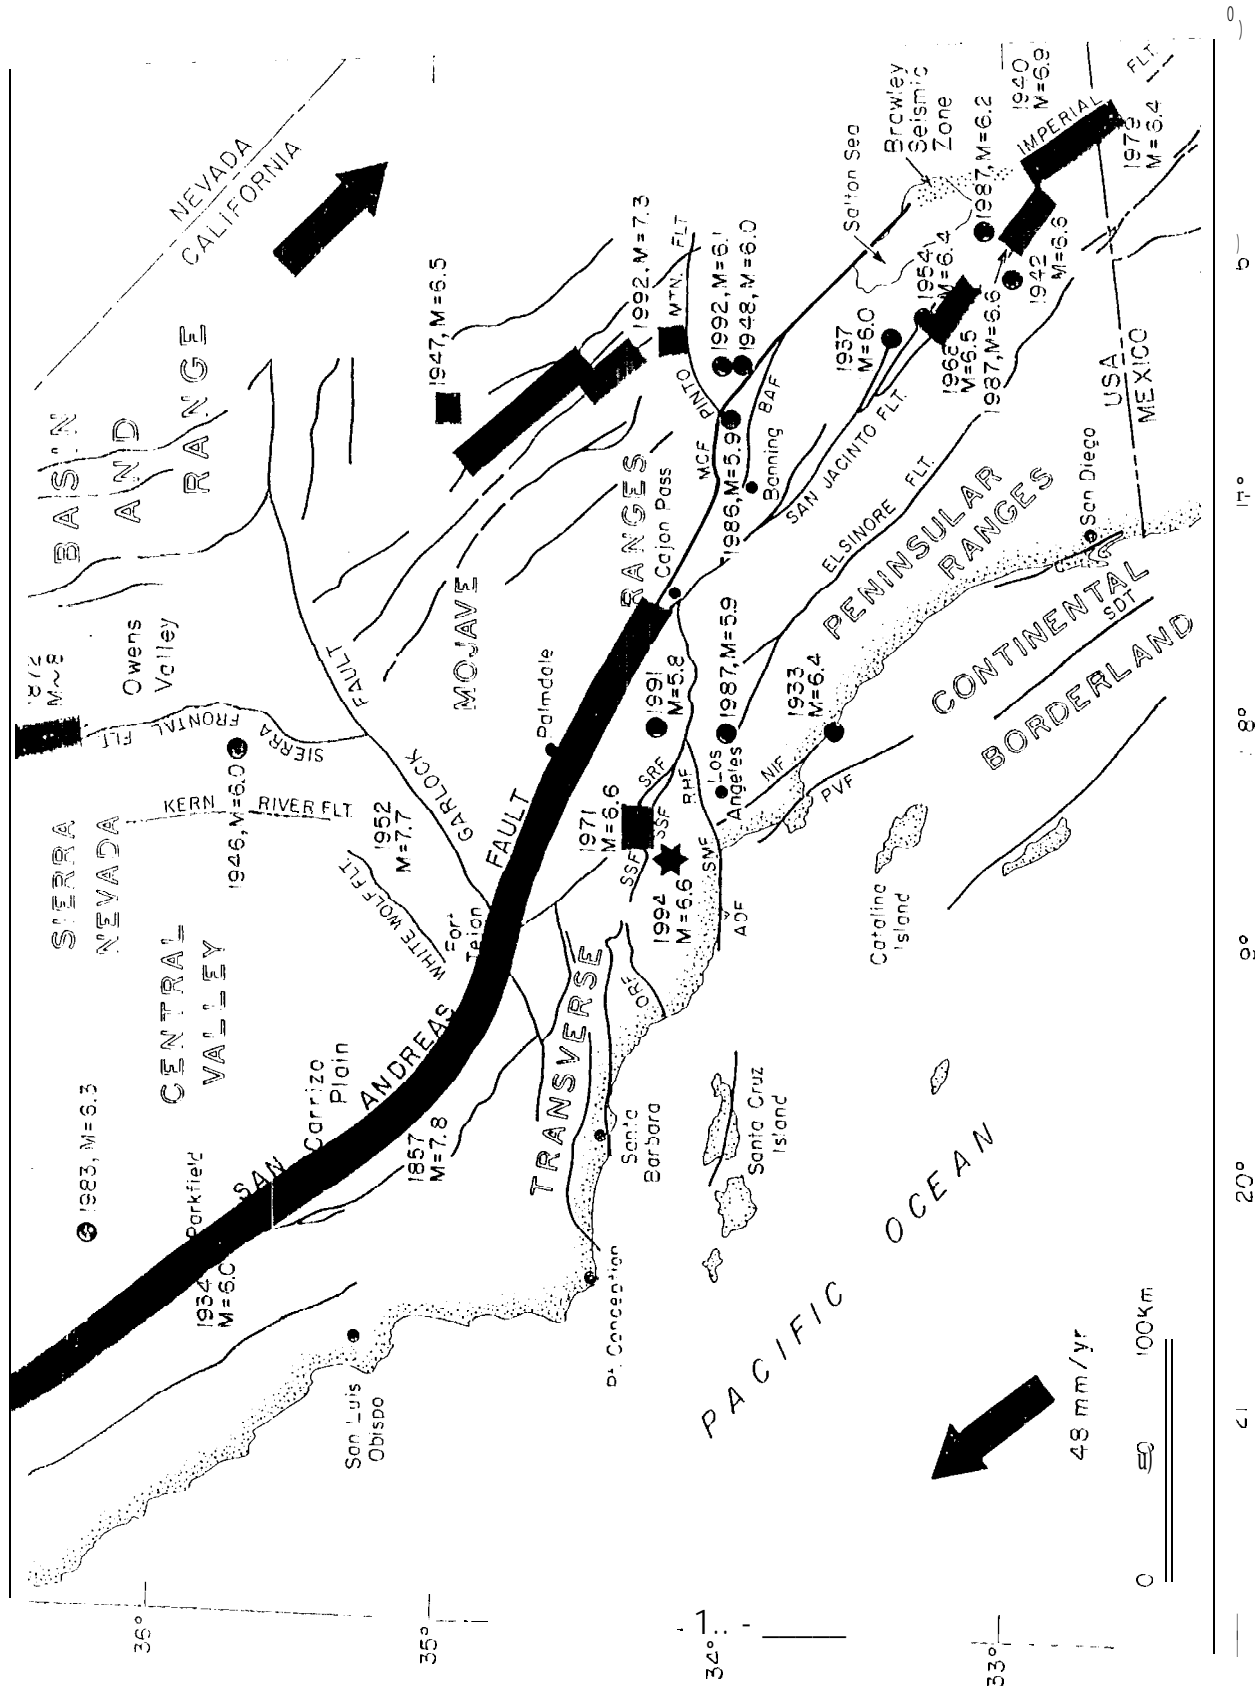 NEVADA
CALIFORNIA
BASIN
AND
RANGE
1872
M~8
Owens
Valley
SIERRA
FRONTAL FLT
KERN RIVER FLT.
1946, M=6.0
SIERRA
NEVADA
CENTRAL
VALLEY
1983, M=6.3
Parkfield
1934
M=6.0
SAN ANDREAS FAULT
Carrizo
Plain
1857
M=7.8
1952
M=7.7
WHITE WOLF FLT.
Fort
Tejon
GARLOCK FAULT
MOJAVE
Palmdale
1947, M=6.5
1992, M=7.3
PINTO MTN. FLT
1992, M=6.1
1948, M=6.0
1986, M=5.9
MCF
BAF
Banning
Cajon Pass
TRANSVERSE RANGES
1971
M=6.6
1991
M=5.8
1987, M=5.9
1933
M=6.4
1994
M=6.6
SSF
SSF
SRF
RHF
SMF
ADF
ORF
NIF
PVF
Los
Angeles
SAN JACINTO FLT.
ELSINORE FLT.
1937
M=6.0
1954
M=6.4
1968
M=6.5
1987, M=6.6
1942
M=6.6
1987, M=6.2
1940
M=6.9
IMPERIAL FLT.
M=6.4
Salton Sea
Brawley
Seismic
Zone
USA
MEXICO
San Diego
PENINSULAR
RANGES
CONTINENTAL
BORDERLAND
SDT
Catalina
Island
Santa Cruz
Island
Santa
Barbara
Pt. Conception
San Luis
Obispo
PACIFIC OCEAN
48 mm/yr
0 50 100Km
36°
35°
34°
33°
20°